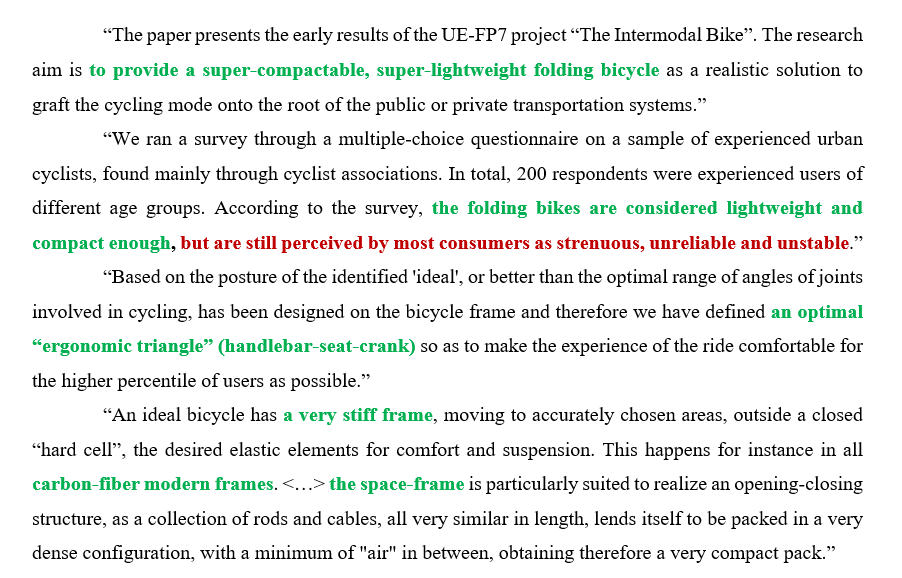 “The paper presents the early results of the UE-FP7 project “The Intermodal Bike”. The research
aim is to provide a super-compactable, super-lightweight folding bicycle as a realistic solution to
graft the cycling mode onto the root of the public or private transportation systems.”
“We ran a survey through a multiple-choice questionnaire on a sample of experienced urban
cyclists, found mainly through cyclist associations. In total, 200 respondents were experienced users of
different age groups. According to the survey, the folding bikes are considered lightweight and
compact enough, but are still perceived by most consumers as strenuous, unreliable and unstable.”
“Based on the posture of the identified 'ideal', or better than the optimal range of angles of joints
involved in cycling, has been designed on the bicycle frame and therefore we have defined an optimal
“ergonomic triangle” (handlebar-seat-crank) so as to make the experience of the ride comfortable for
the higher percentile of users as possible.”
“An ideal bicycle has a very stiff frame, moving to accurately chosen areas, outside a closed
“hard cell”, the desired elastic elements for comfort and suspension. This happens for instance in all
carbon-fiber modern frames. <…> the space-frame is particularly suited to realize an opening-closing
structure, as a collection of rods and cables, all very similar in length, lends itself to be packed in a very
dense configuration, with a minimum of "air" in between, obtaining therefore a very compact pack.”